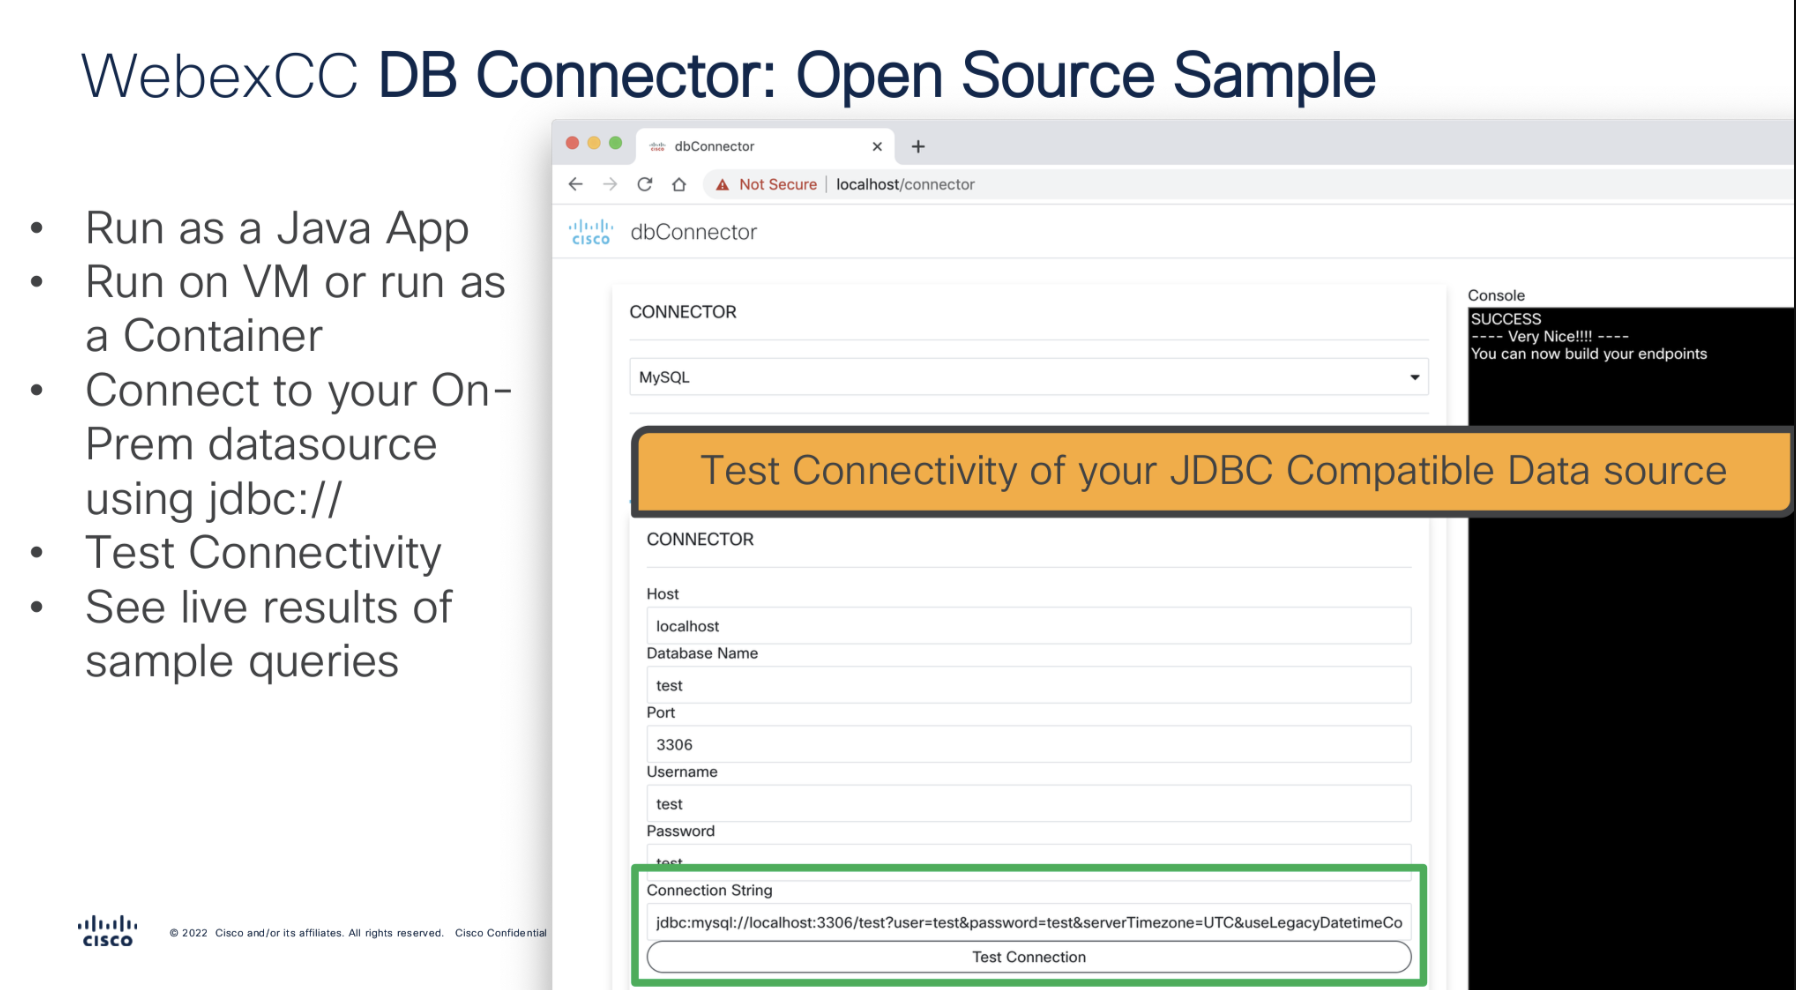 WebexCC DB Connector: Open Source Sample
• Run as a Java App
• Run on VM or run as
a Container
• Connect to your On-
Prem datasource
using jdbc://
• Test Connectivity
• See live results of
sample queries
dbConnector
Not Secure | localhost/connector
CISCO dbConnector
CONNECTOR
MySQL
Console
SUCCESS
---- Very Nice!!!! ----
You can now build your endpoints
Test Connectivity of your JDBC Compatible Data source
CONNECTOR
Host
localhost
Database Name
test
Port
3306
Username
test
Password
test
Connection String
jdbc:mysql://localhost:3306/test?user=test&password=test&serverTimezone=UTC&useLegacyDatetimeCo
Test Connection
CISCO
© 2022 Cisco and/or its affiliates. All rights reserved. Cisco Confidential